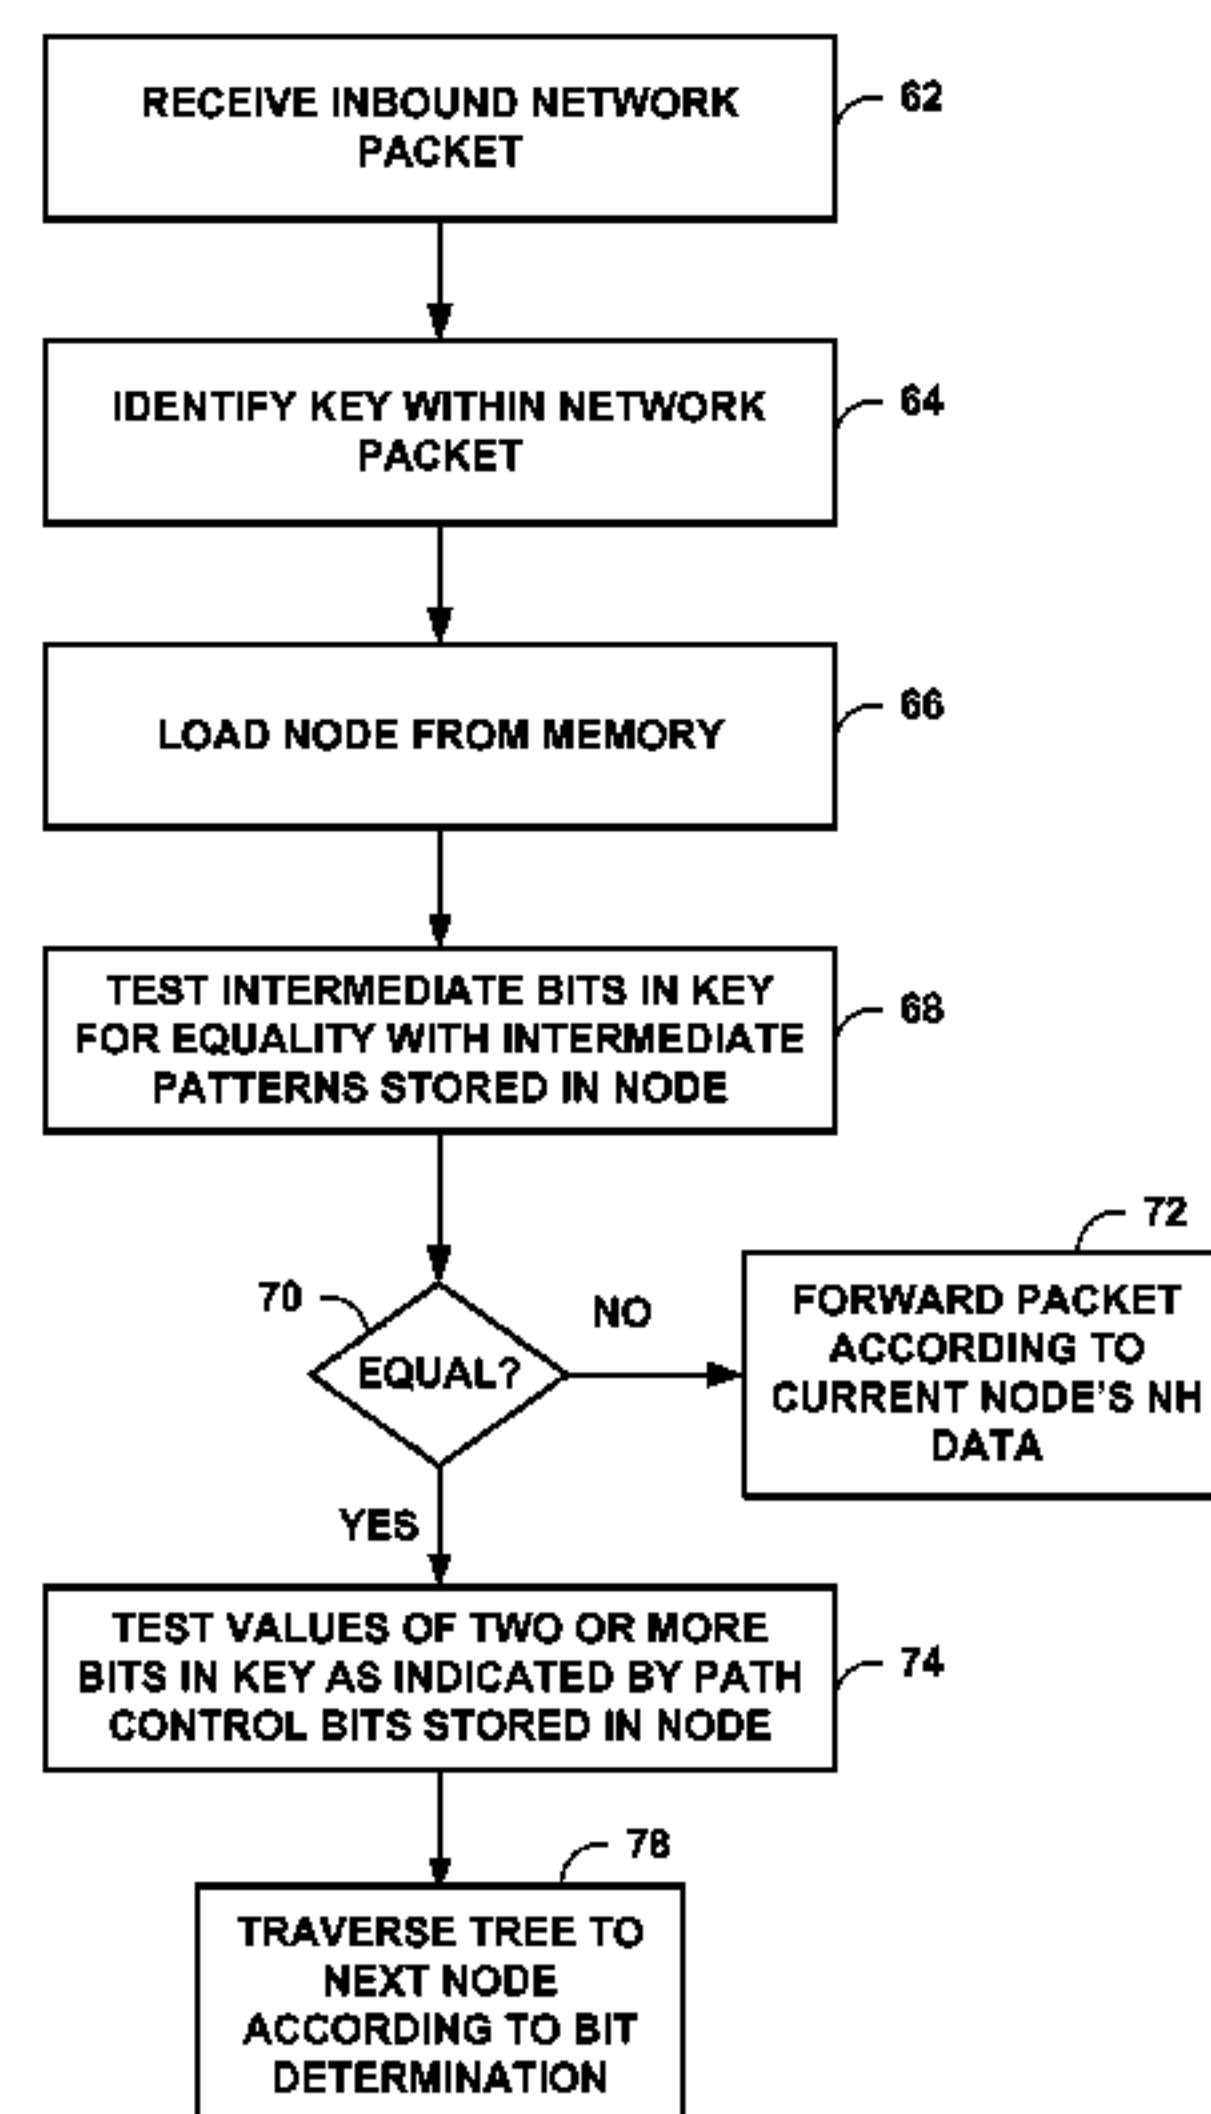 RECEIVE INBOUND NETWORK
PACKET
62
IDENTIFY KEY WITHIN NETWORK
PACKET
64
LOAD NODE FROM MEMORY
66
TEST INTERMEDIATE BITS IN KEY
FOR EQUALITY WITH INTERMEDIATE
PATTERNS STORED IN NODE
68
70
EQUAL?
NO
72
FORWARD PACKET
ACCORDING TO
CURRENT NODE'S NH
DATA
YES
TEST VALUES OF TWO OR MORE
BITS IN KEY AS INDICATED BY PATH
CONTROL BITS STORED IN NODE
74
78
TRAVERSE TREE TO
NEXT NODE
ACCORDING TO BIT
DETERMINATION